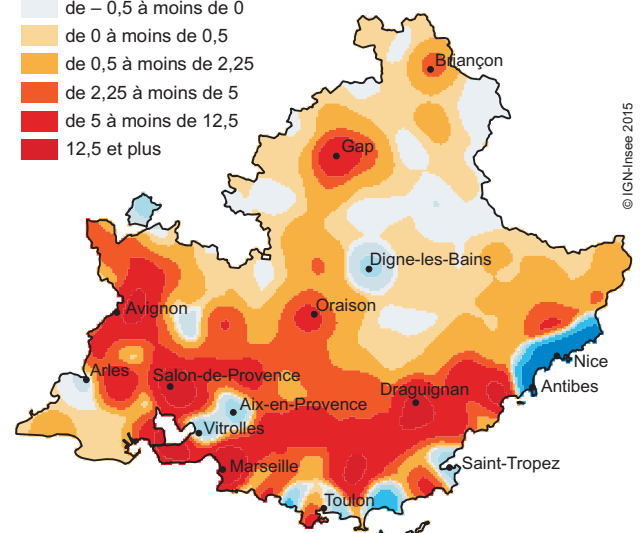 de – 0,5 à moins de 0
de 0 à moins de 0,5
de 0,5 à moins de 2,25
de 2,25 à moins de 5
de 5 à moins de 12,5
12,5 et plus
Briançon
© IGN-Insee 2015
Gap
Digne-les-Bains
Avignon
Oraison
Nice
Arles
Salon-de-Provence
Draguignan
Antibes
Aix-en-Provence
Vitrolles
Marseille
Saint-Tropez
Toulon